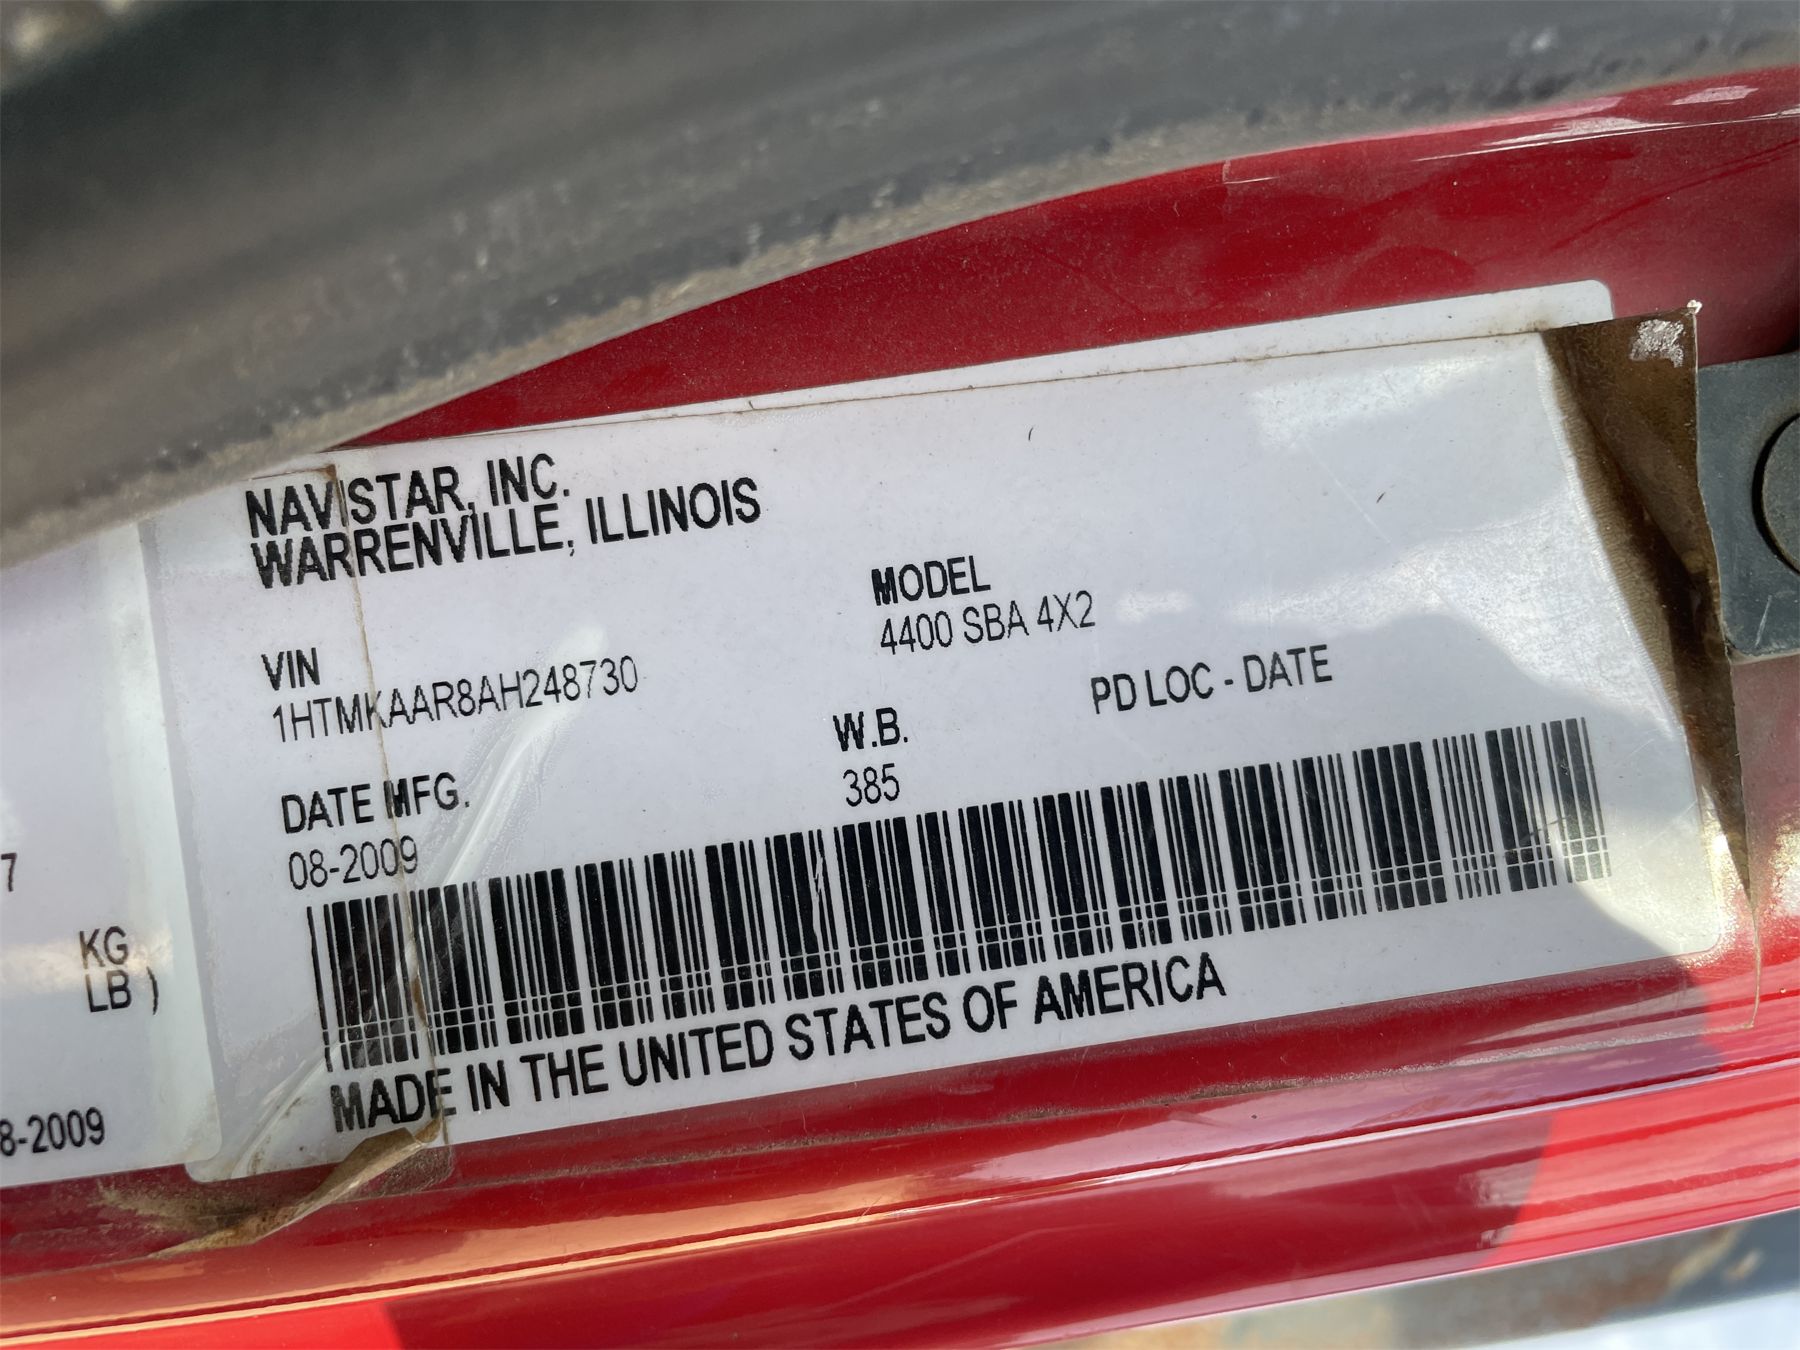 NAVISTAR, INC.
WARRENVILLE, ILLINOIS
MODEL
4400 SBA 4X2
VIN
1HTMKAAR8AH248730
PD LOC - DATE
W.B.
385
DATE MFG.
08-2009
MADE IN THE UNITED STATES OF AMERICA
7
KG
LB )
8-2009